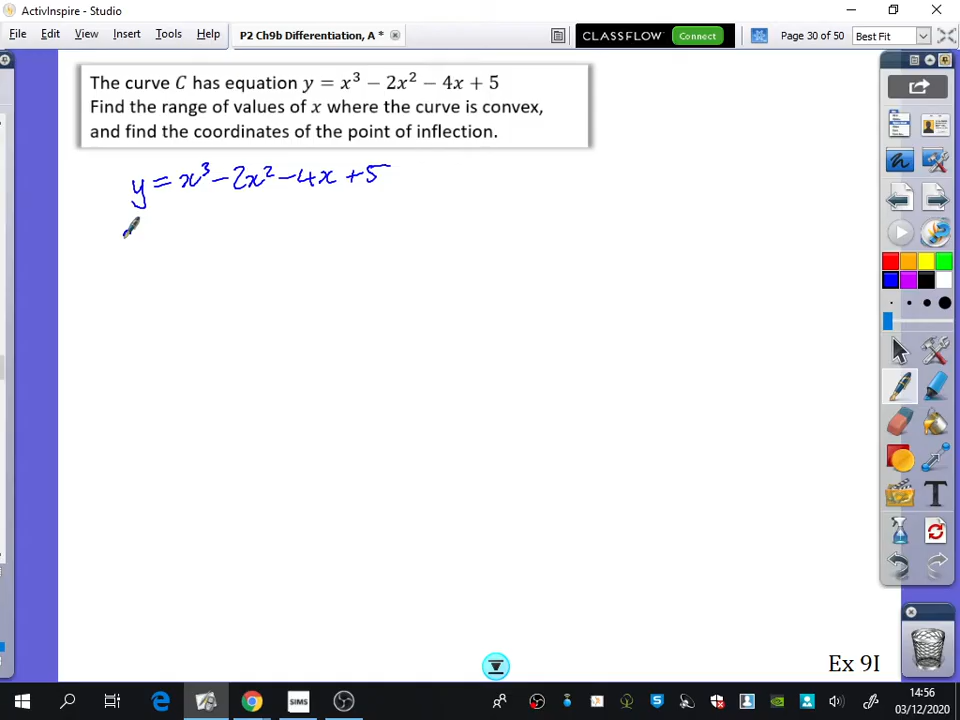 ActivInspire - Studio
File Edit View Insert Tools Help
P2 Ch9b Differentiation, A *
CLASSFLOW Connect
Page 30 of 50
Best Fit
The curve C has equation y = x³ − 2x² − 4x + 5
Find the range of values of x where the curve is convex,
and find the coordinates of the point of inflection.
y = x³ − 2x² − 4x + 5
T
Ex 9I
SIMS
14:56
03/12/2020